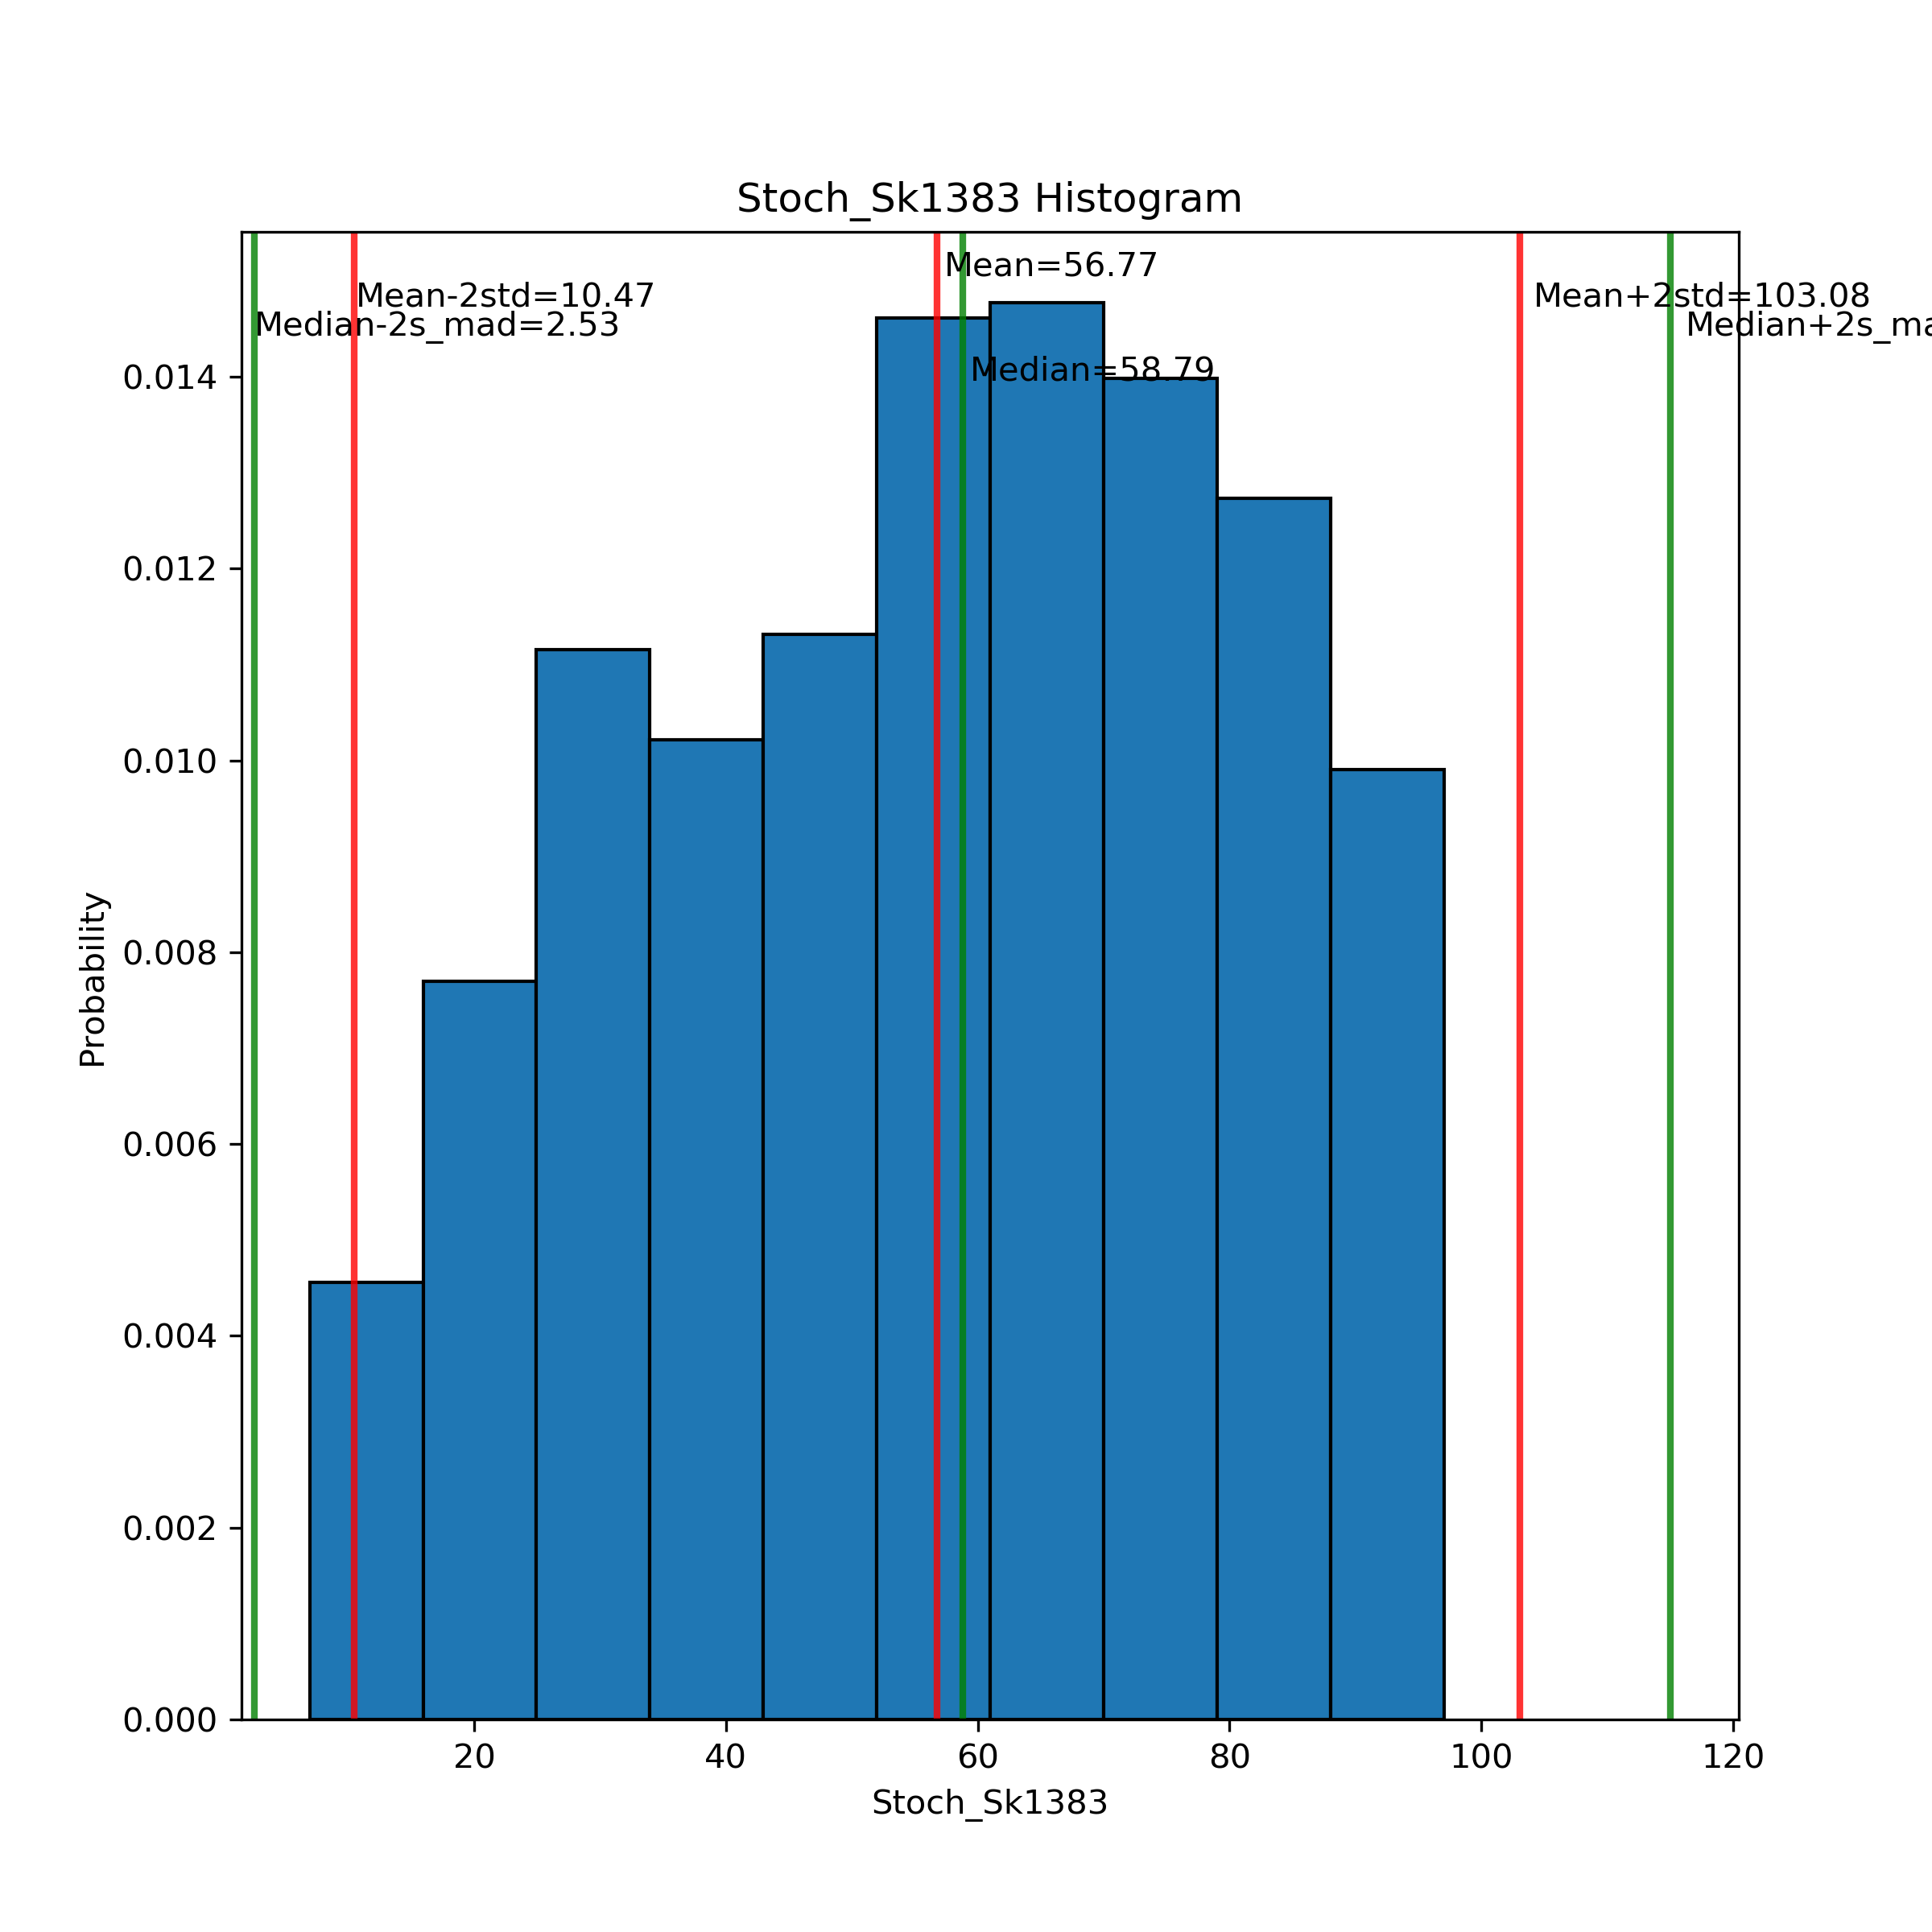 Stoch_Sk1383 Histogram
Mean=56.77
Mean-2std=10.47
Mean+2std=103.08
Median-2s_mad=2.53
Median+2s_ma
Median=58.79
0.014
0.012
0.010
0.008
0.006
0.004
0.002
0.000
Probability
20 40 60 80 100 120
Stoch_Sk1383